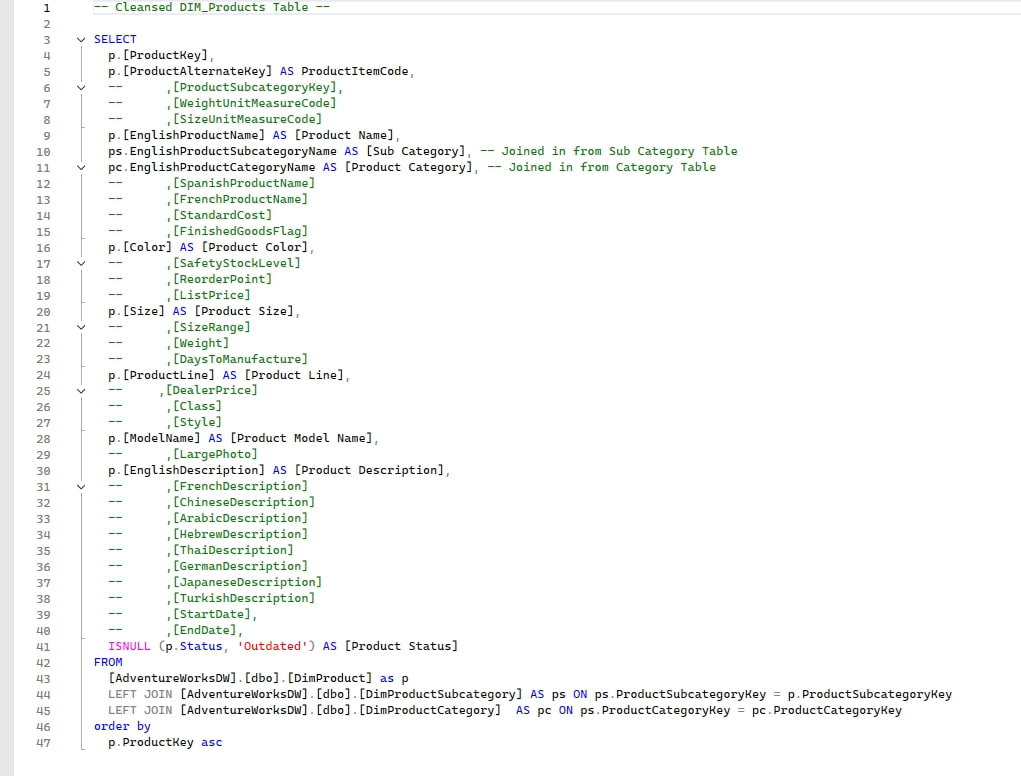 1 -- Cleansed DIM_Products Table --
2
3 SELECT
4   p.[ProductKey],
5   p.[ProductAlternateKey] AS ProductItemCode,
6   --      ,[ProductSubcategoryKey],
7   --      ,[WeightUnitMeasureCode]
8   --      ,[SizeUnitMeasureCode]
9   p.[EnglishProductName] AS [Product Name],
10   ps.EnglishProductSubcategoryName AS [Sub Category], -- Joined in from Sub Category Table
11   pc.EnglishProductCategoryName AS [Product Category], -- Joined in from Category Table
12   --      ,[SpanishProductName]
13   --      ,[FrenchProductName]
14   --      ,[StandardCost]
15   --      ,[FinishedGoodsFlag]
16   p.[Color] AS [Product Color],
17   --      ,[SafetyStockLevel]
18   --      ,[ReorderPoint]
19   --      ,[ListPrice]
20   p.[Size] AS [Product Size],
21   --      ,[SizeRange]
22   --      ,[Weight]
23   --      ,[DaysToManufacture]
24   p.[ProductLine] AS [Product Line],
25   --     ,[DealerPrice]
26   --      ,[Class]
27   --      ,[Style]
28   p.[ModelName] AS [Product Model Name],
29   --      ,[LargePhoto]
30   p.[EnglishDescription] AS [Product Description],
31   --      ,[FrenchDescription]
32   --      ,[ChineseDescription]
33   --      ,[ArabicDescription]
34   --      ,[HebrewDescription]
35   --      ,[ThaiDescription]
36   --      ,[GermanDescription]
37   --      ,[JapaneseDescription]
38   --      ,[TurkishDescription]
39   --      ,[StartDate],
40   --      ,[EndDate],
41   ISNULL (p.Status, 'Outdated') AS [Product Status]
42 FROM
43   [AdventureWorksDW].[dbo].[DimProduct] as p
44   LEFT JOIN [AdventureWorksDW].[dbo].[DimProductSubcategory] AS ps ON ps.ProductSubcategoryKey = p.ProductSubcategoryKey
45   LEFT JOIN [AdventureWorksDW].[dbo].[DimProductCategory]  AS pc ON ps.ProductCategoryKey = pc.ProductCategoryKey
46 order by
47   p.ProductKey asc